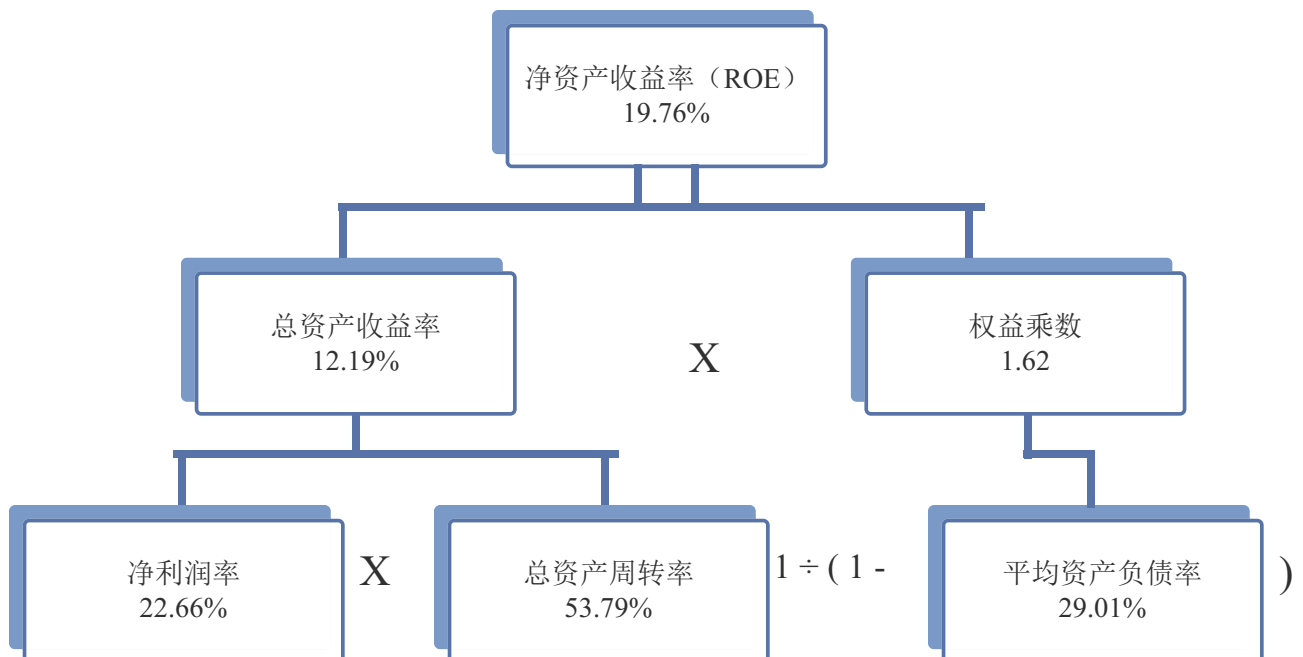 净资产收益率（ROE）
19.76%
总资产收益率
12.19%
X
权益乘数
1.62
净利润率
22.66%
X
总资产周转率
53.79%
1 ÷ ( 1 -
平均资产负债率
29.01%
)